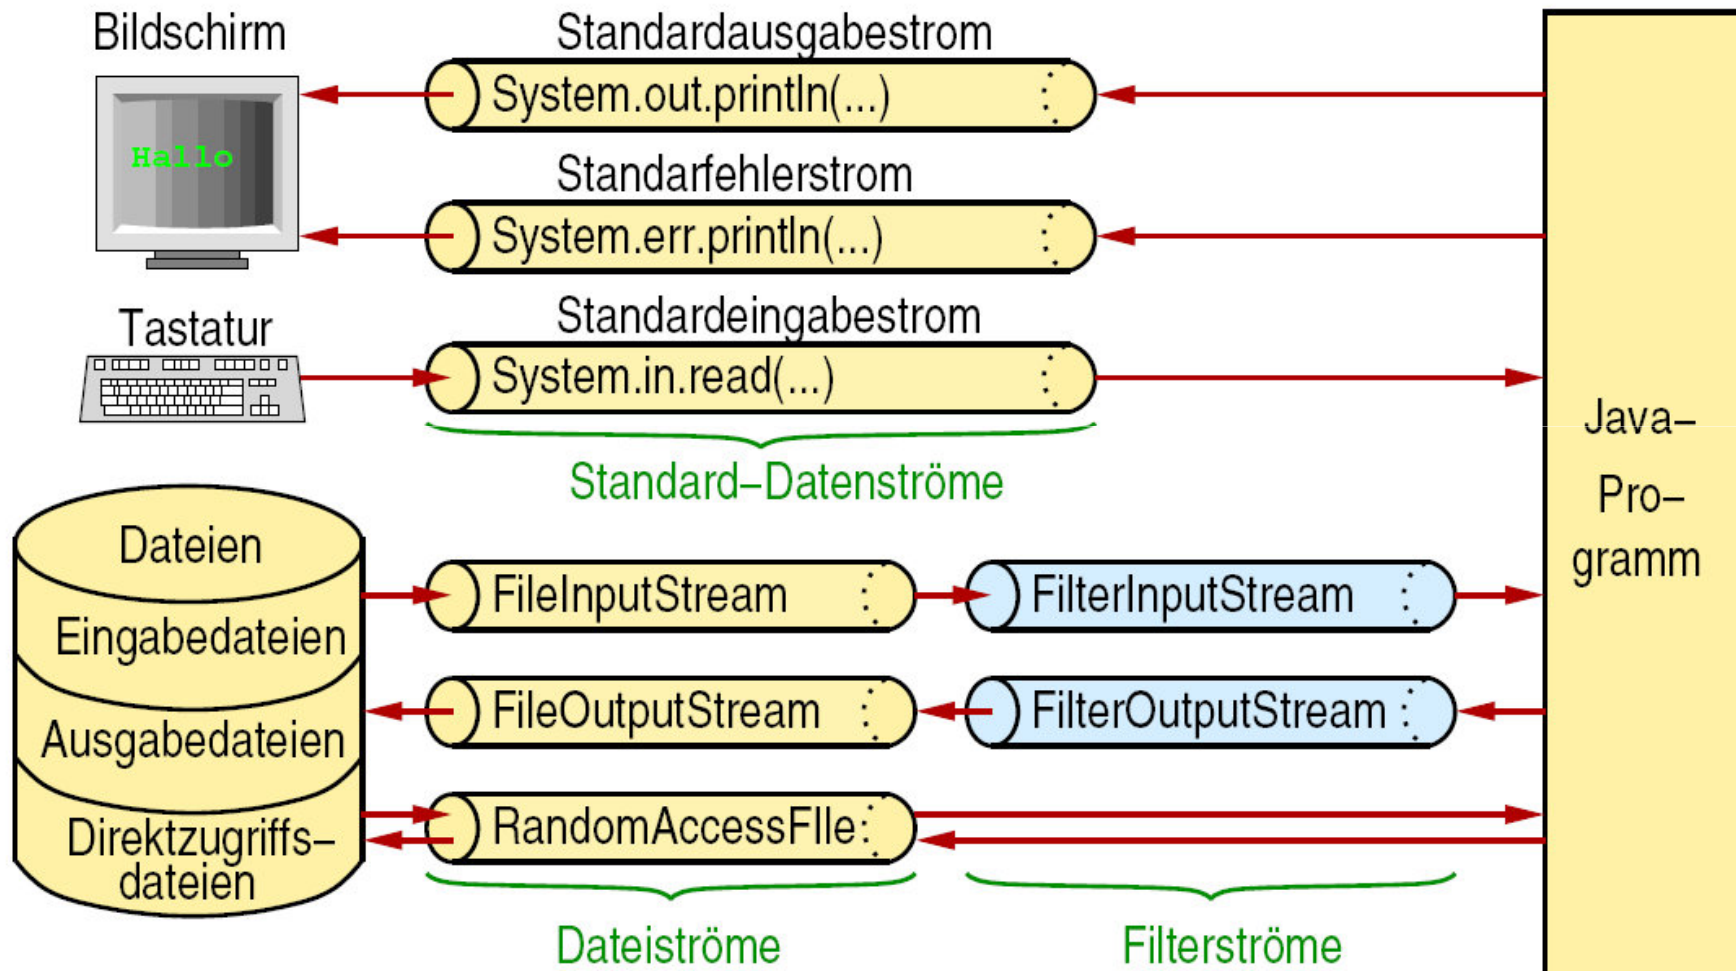 Bildschirm
Standardausgabestrom
System.out.println(...)
Hallo
Standarfehlerstrom
System.err.println(...)
Tastatur
Standardeingabestrom
System.in.read(...)
Standard–Datenströme
Java–
Pro–
gramm
Dateien
Eingabedateien
Ausgabedateien
Direktzugriffs–
dateien
FileInputStream
FilterInputStream
FileOutputStream
FilterOutputStream
RandomAccessFIle
Dateiströme
Filterströme